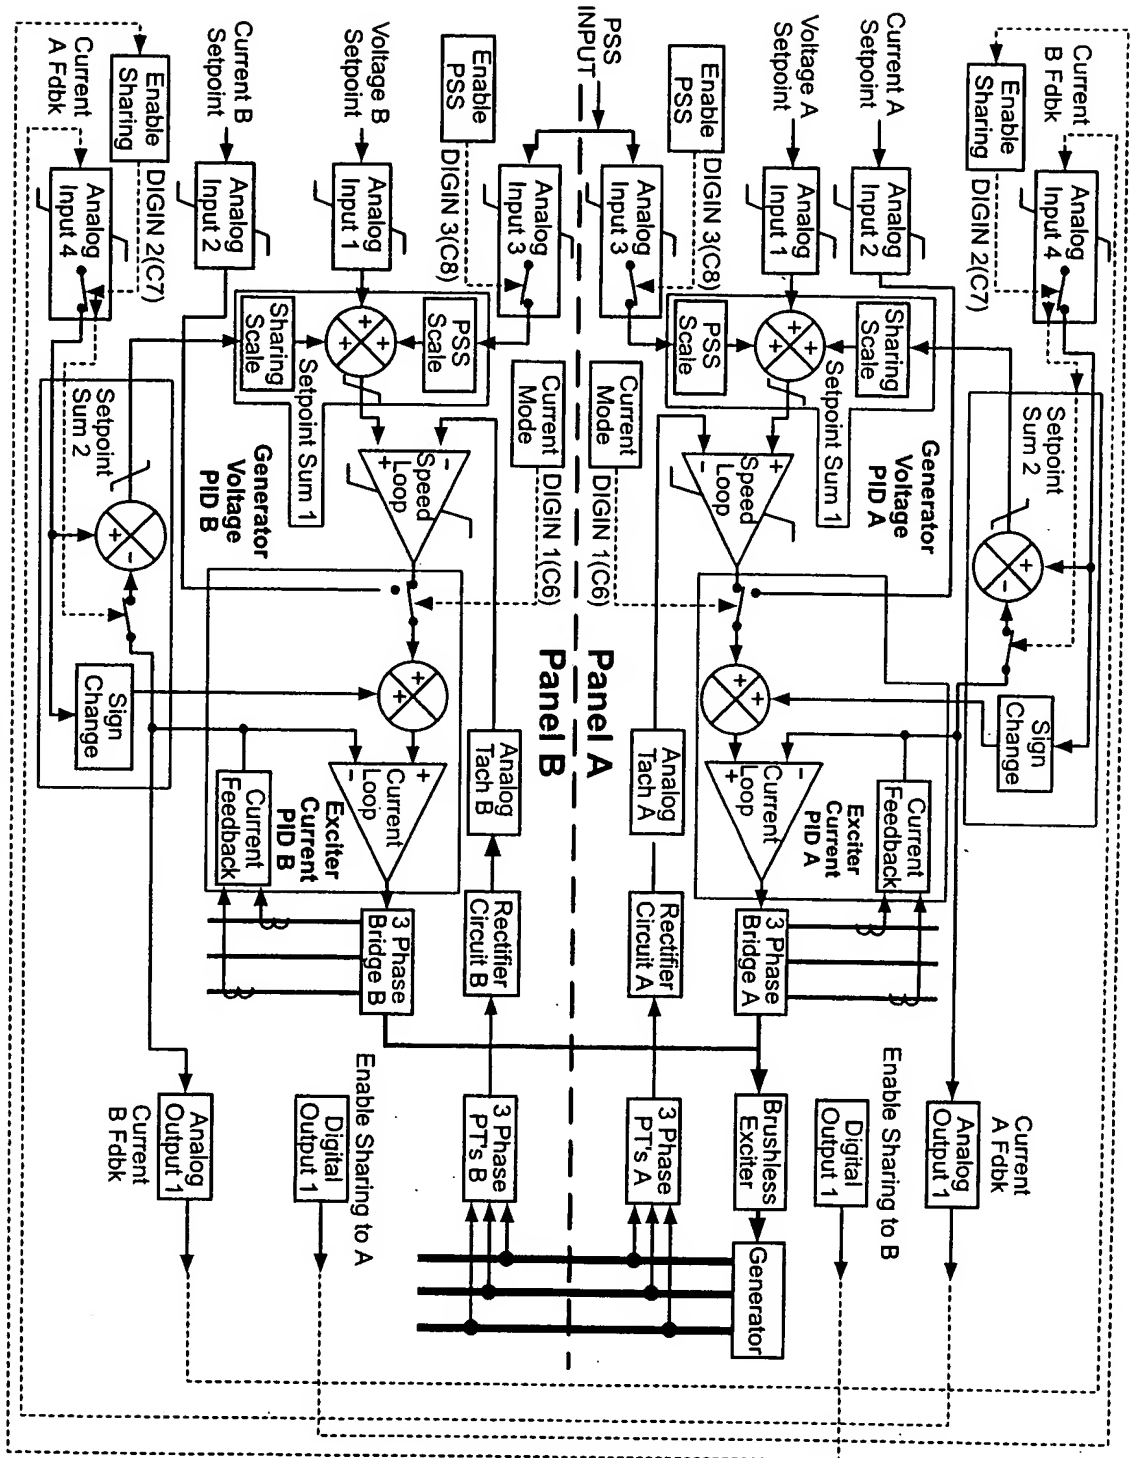 Current
B Fdbk
Enable
Sharing
DIGIN 2(C7)
Analog
Input 4
Setpoint
Sum 2
Sign
Change
Current A
Setpoint
Analog
Input 2
Voltage A
Setpoint
Analog
Input 1
Sharing
Scale
PSS
Scale
Setpoint Sum 1
Generator
Voltage
PID A
Speed
Loop
+
-
Current
Loop
-
+
Exciter
Current
PID A
Current
Feedback
3 Phase
Bridge A
Current
A Fdbk
Analog
Output 1
Enable Sharing to B
Digital
Output 1
Brushless
Exciter
Generator
Enable
PSS
DIGIN 3(C8)
PSS
INPUT
Analog
Input 3
Current
Mode
DIGIN 1(C6)
Analog
Tach A
Rectifier
Circuit A
3 Phase
PT's A
Panel A
Panel B
Enable
PSS
DIGIN 3(C8)
Analog
Input 3
Current
Mode
DIGIN 1(C6)
Analog
Tach B
Rectifier
Circuit B
3 Phase
PT's B
Voltage B
Setpoint
Analog
Input 1
PSS
Scale
Sharing
Scale
Setpoint Sum 1
Generator
Voltage
PID B
-
+
Speed
Loop
+
-
Current
Loop
Exciter
Current
PID B
Current
Feedback
3 Phase
Bridge B
Enable Sharing to A
Digital
Output 1
Current B
Setpoint
Analog
Input 2
Enable
Sharing
DIGIN 2(C7)
Current
A Fdbk
Analog
Input 4
Setpoint
Sum 2
Sign
Change
Analog
Output 1
Current
B Fdbk